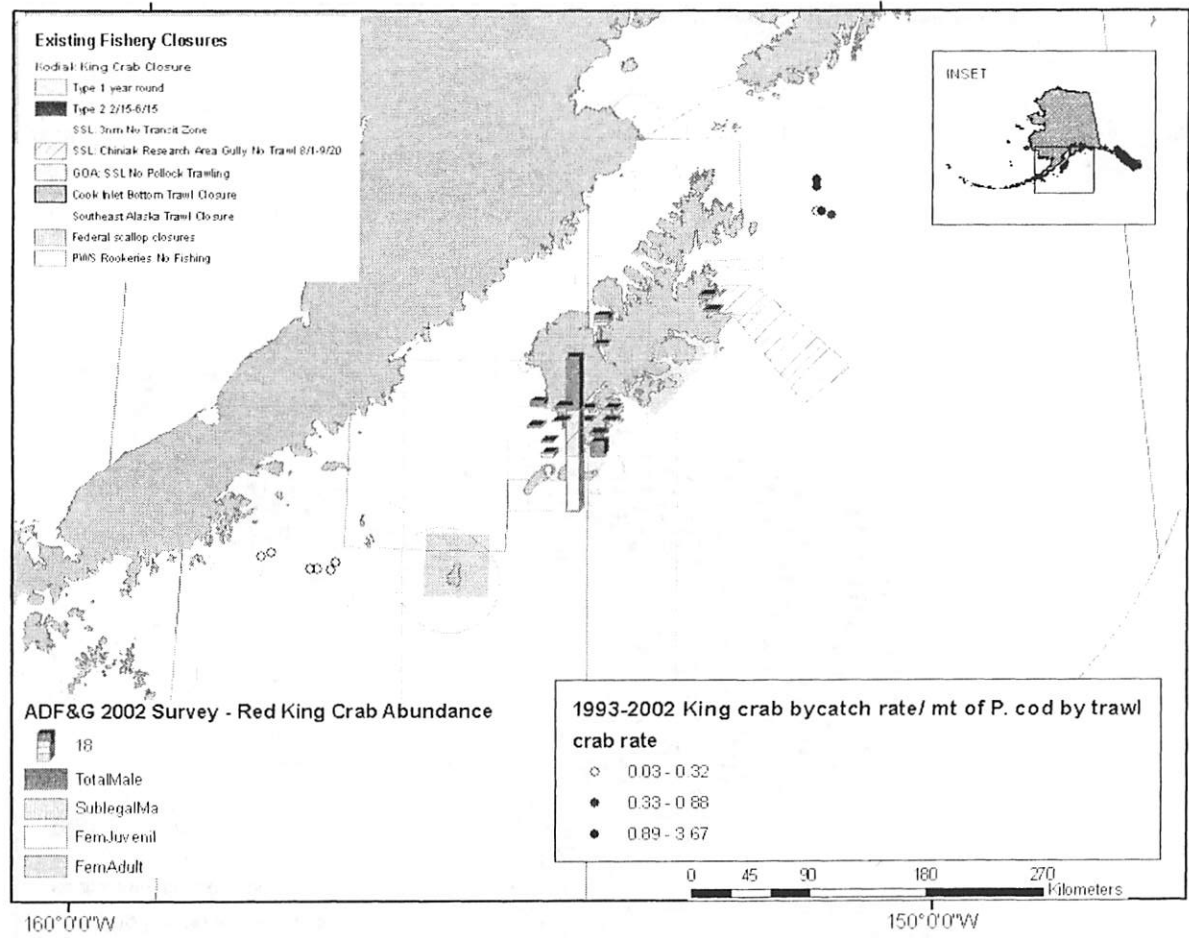 Existing Fishery Closures
Kodiak King Crab Closure
Type 1 year round
Type 2 2/15-6/15
SSL: 3nm No Transit Zone
SSL: Chiniak Research Area Gully No Trawl 8/1-9/20
GOA: SSL No Pollock Trawling
Cook Inlet Bottom Trawl Closure
Southeast Alaska Trawl Closure
Federal scallop closures
PWS Rookeries No Fishing
INSET
ADF&G 2002 Survey - Red King Crab Abundance
18
TotalMale
SublegalMa
FemJuvenil
FemAdult
1993-2002 King crab bycatch rate/ mt of P. cod by trawl
crab rate
0.03 - 0.32
0.33 - 0.88
0.89 - 3.67
0 45 90 180 270
Kilometers
160°0'0"W 150°0'0"W